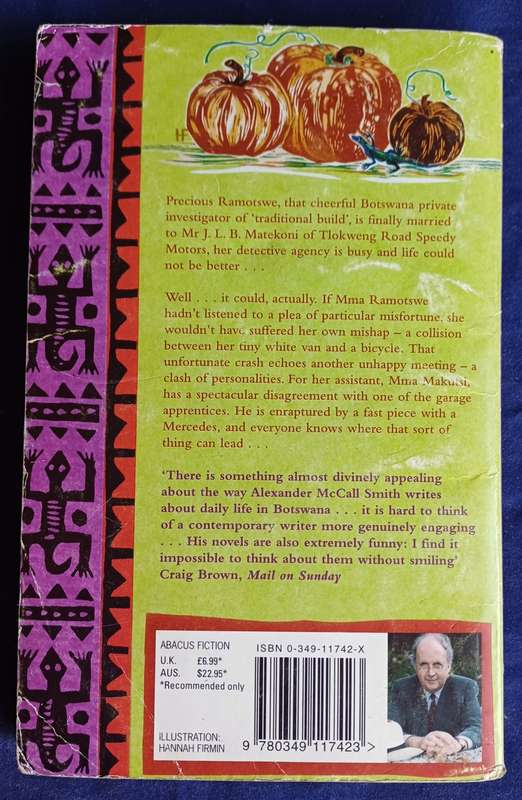 HF
Precious Ramotswe, that cheerful Botswana private
investigator of ‘traditional build’, is finally married
to Mr J. L. B. Matekoni of Tlokweng Road Speedy
Motors, her detective agency is busy and life could
not be better . . .
Well . . . it could, actually. If Mma Ramotswe
hadn't listened to a plea of particular misfortune, she
wouldn't have suffered her own mishap – a collision
between her tiny white van and a bicycle. That
unfortunate crash echoes another unhappy meeting – a
clash of personalities. For her assistant, Mma Makutsi,
has a spectacular disagreement with one of the garage
apprentices. He is enraptured by a fast piece with a
Mercedes, and everyone knows where that sort of
thing can lead . . .
‘There is something almost divinely appealing
about the way Alexander McCall Smith writes
about daily life in Botswana . . . it is hard to think
of a contemporary writer more genuinely engaging
. . . His novels are also extremely funny: I find it
impossible to think about them without smiling’
Craig Brown, Mail on Sunday
ABACUS FICTION
U.K. £6.99*
AUS. $22.95*
*Recommended only
ILLUSTRATION:
HANNAH FIRMIN
ISBN 0-349-11742-X
9 780349 117423 >